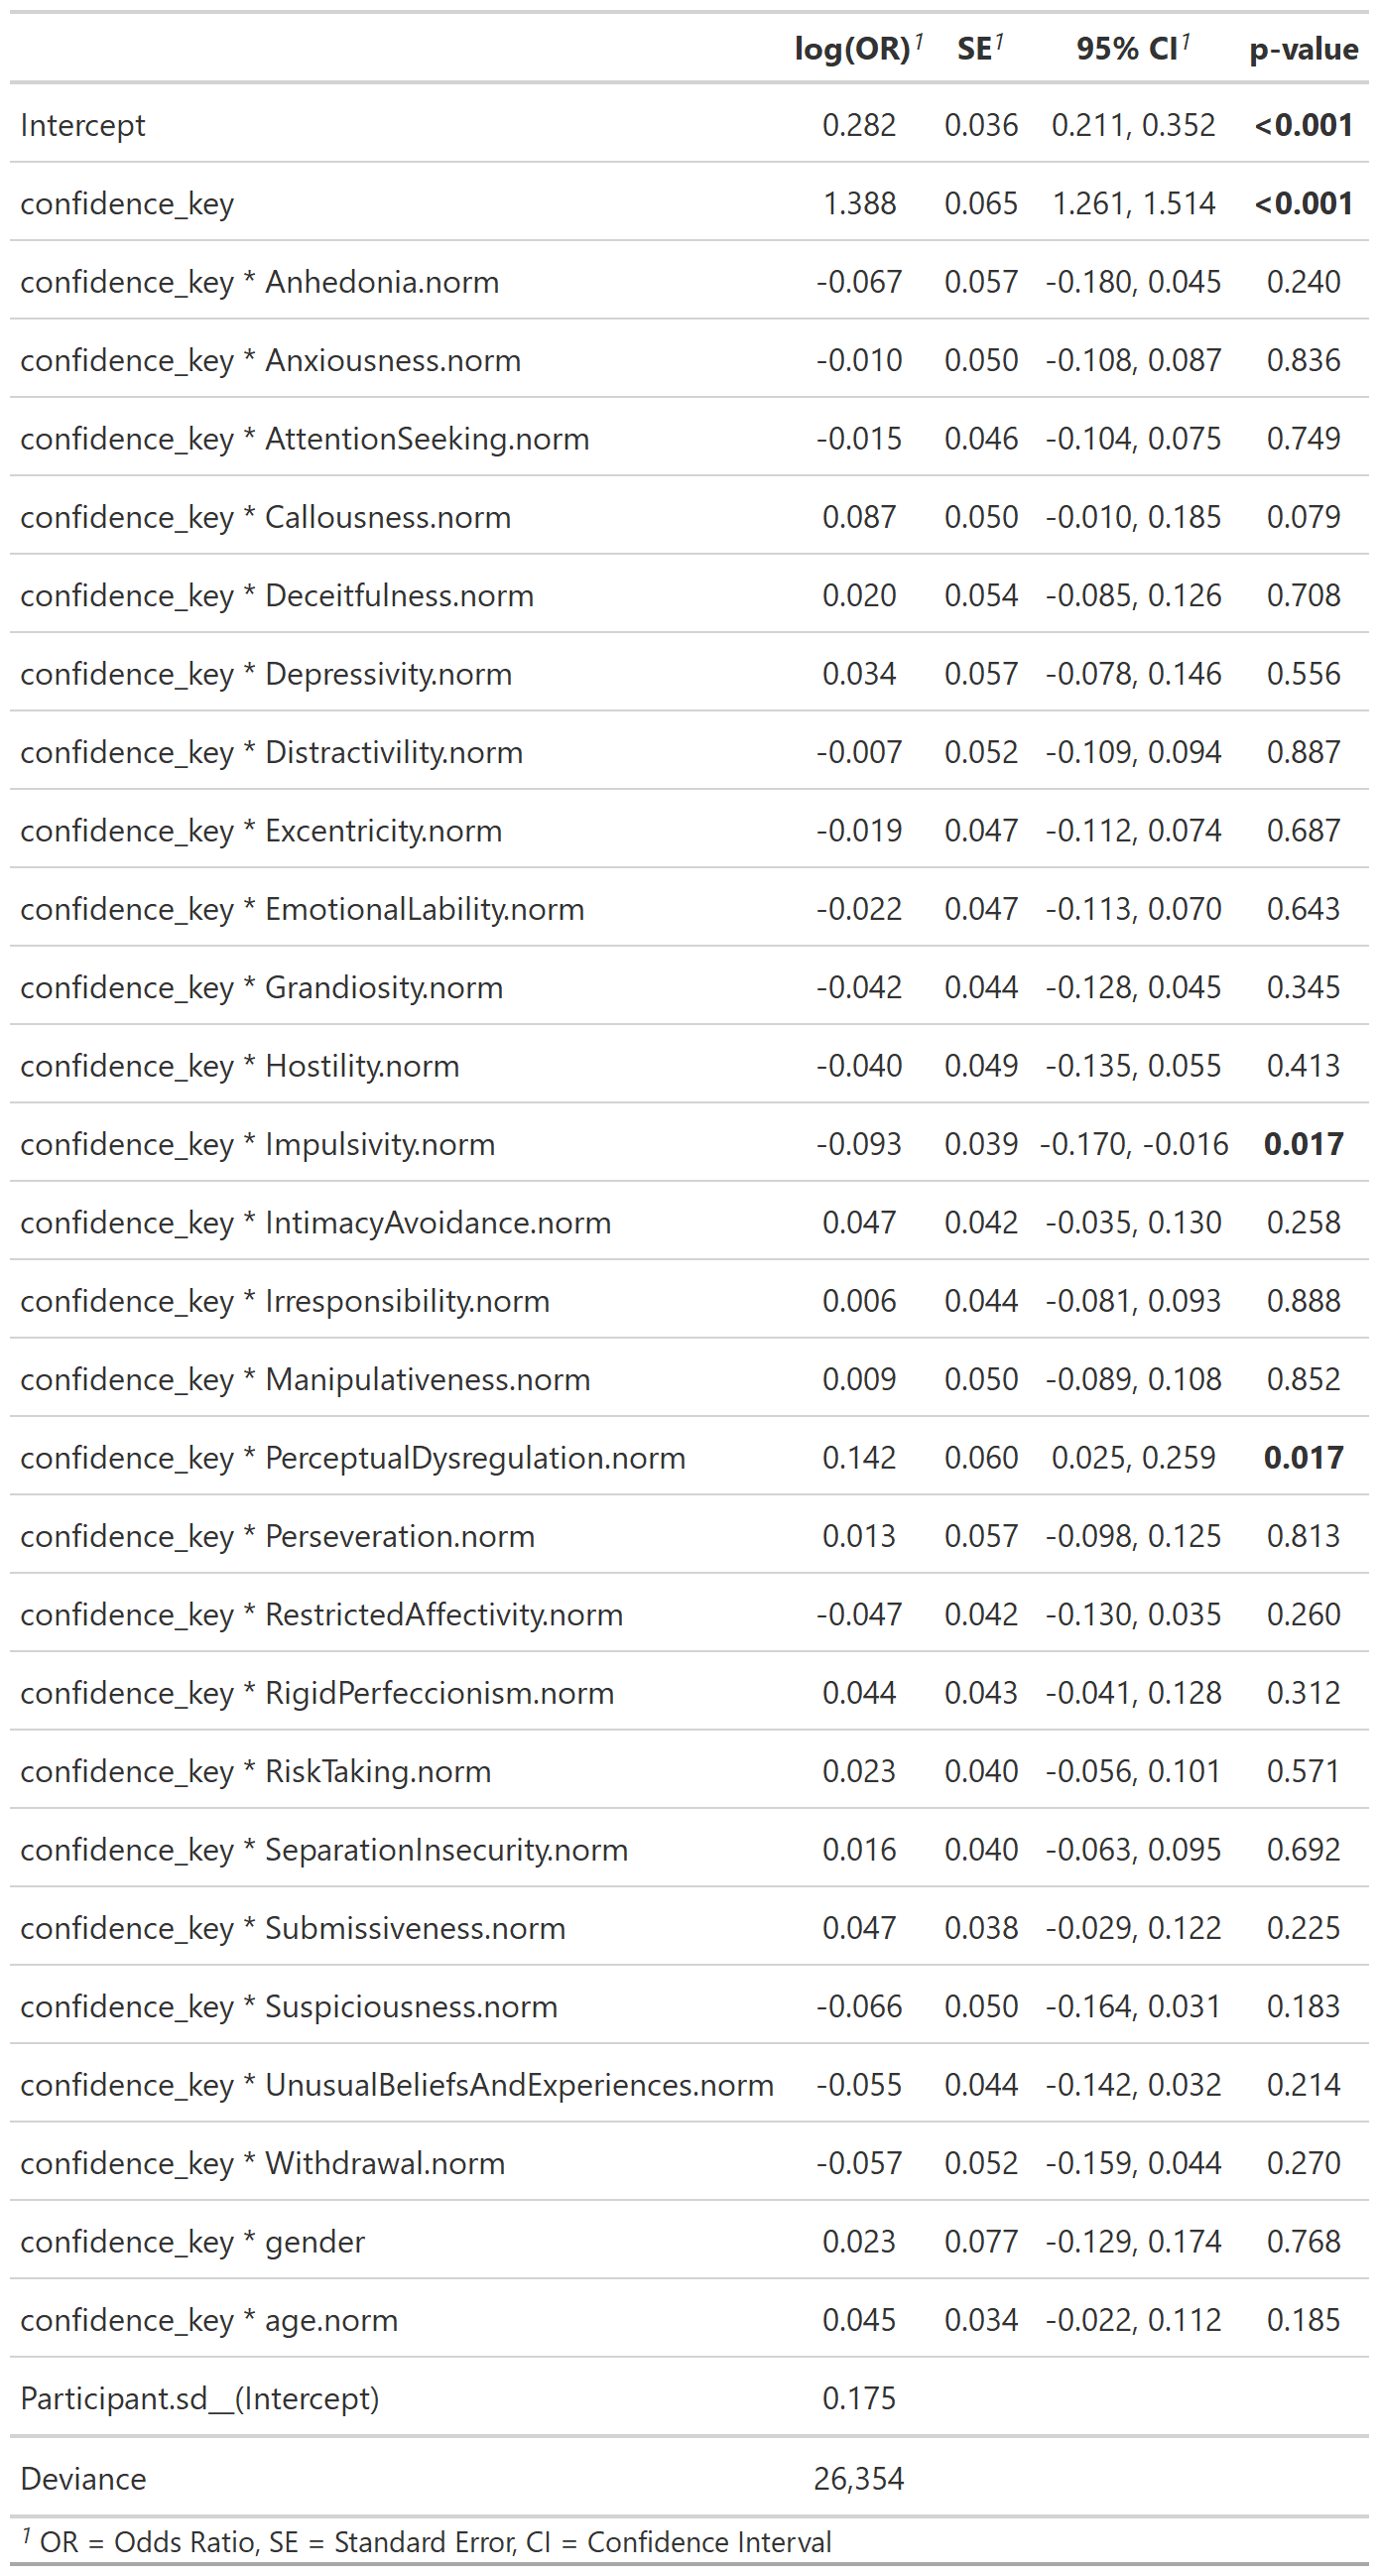 log(OR)1 SE1 95% CI1 p-value
Intercept 0.282 0.036 0.211, 0.352 <0.001
confidence_key 1.388 0.065 1.261, 1.514 <0.001
confidence_key * Anhedonia.norm -0.067 0.057 -0.180, 0.045 0.240
confidence_key * Anxiousness.norm -0.010 0.050 -0.108, 0.087 0.836
confidence_key * AttentionSeeking.norm -0.015 0.046 -0.104, 0.075 0.749
confidence_key * Callousness.norm 0.087 0.050 -0.010, 0.185 0.079
confidence_key * Deceitfulness.norm 0.020 0.054 -0.085, 0.126 0.708
confidence_key * Depressivity.norm 0.034 0.057 -0.078, 0.146 0.556
confidence_key * Distractivility.norm -0.007 0.052 -0.109, 0.094 0.887
confidence_key * Excentricity.norm -0.019 0.047 -0.112, 0.074 0.687
confidence_key * EmotionalLability.norm -0.022 0.047 -0.113, 0.070 0.643
confidence_key * Grandiosity.norm -0.042 0.044 -0.128, 0.045 0.345
confidence_key * Hostility.norm -0.040 0.049 -0.135, 0.055 0.413
confidence_key * Impulsivity.norm -0.093 0.039 -0.170, -0.016 0.017
confidence_key * IntimacyAvoidance.norm 0.047 0.042 -0.035, 0.130 0.258
confidence_key * Irresponsibility.norm 0.006 0.044 -0.081, 0.093 0.888
confidence_key * Manipulativeness.norm 0.009 0.050 -0.089, 0.108 0.852
confidence_key * PerceptualDysregulation.norm 0.142 0.060 0.025, 0.259 0.017
confidence_key * Perseveration.norm 0.013 0.057 -0.098, 0.125 0.813
confidence_key * RestrictedAffectivity.norm -0.047 0.042 -0.130, 0.035 0.260
confidence_key * RigidPerfeccionism.norm 0.044 0.043 -0.041, 0.128 0.312
confidence_key * RiskTaking.norm 0.023 0.040 -0.056, 0.101 0.571
confidence_key * SeparationInsecurity.norm 0.016 0.040 -0.063, 0.095 0.692
confidence_key * Submissiveness.norm 0.047 0.038 -0.029, 0.122 0.225
confidence_key * Suspiciousness.norm -0.066 0.050 -0.164, 0.031 0.183
confidence_key * UnusualBeliefsAndExperiences.norm -0.055 0.044 -0.142, 0.032 0.214
confidence_key * Withdrawal.norm -0.057 0.052 -0.159, 0.044 0.270
confidence_key * gender 0.023 0.077 -0.129, 0.174 0.768
confidence_key * age.norm 0.045 0.034 -0.022, 0.112 0.185
Participant.sd__(Intercept) 0.175
Deviance 26,354
1 OR = Odds Ratio, SE = Standard Error, CI = Confidence Interval